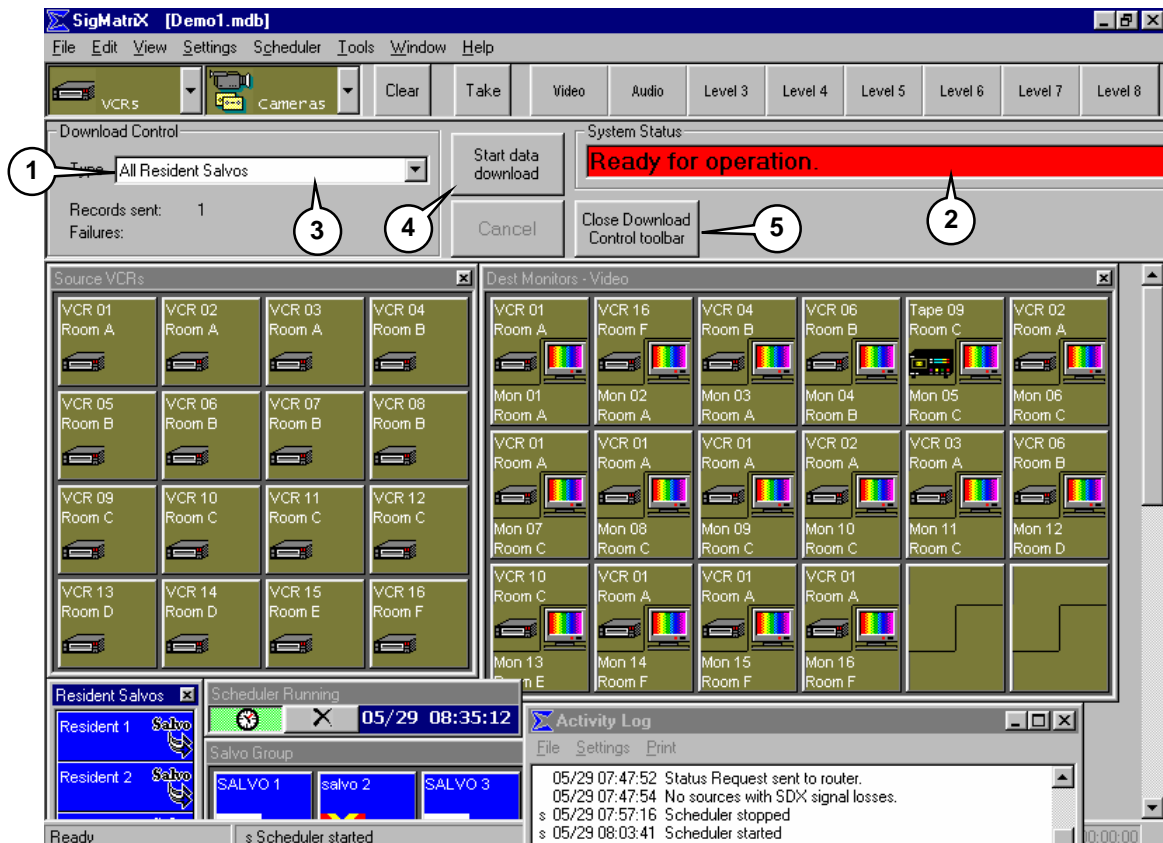 SigMatriX [Demo1.mdb]
File Edit View Settings Scheduler Tools Window Help
VCRs Cameras Clear Take Video Audio Level 3 Level 4 Level 5 Level 6 Level 7 Level 8
Download Control
System Status
1
Type All Resident Salvos
Start data
download
Ready for operation.
Records sent: 1
Failures:
3
4
Cancel
Close Download
Control toolbar
5
2
Source VCRs
VCR 01 VCR 02 VCR 03 VCR 04
Room A Room A Room A Room B
VCR 05 VCR 06 VCR 07 VCR 08
Room B Room B Room B Room B
VCR 09 VCR 10 VCR 11 VCR 12
Room C Room C Room C Room C
VCR 13 VCR 14 VCR 15 VCR 16
Room D Room D Room E Room F
Dest Monitors - Video
VCR 01 VCR 16 VCR 04 VCR 06 Tape 09 VCR 02
Room A Room F Room B Room B Room C Room A
Mon 01 Mon 02 Mon 03 Mon 04 Mon 05 Mon 06
Room A Room A Room A Room B Room C Room C
VCR 01 VCR 01 VCR 01 VCR 02 VCR 03 VCR 06
Room A Room A Room A Room A Room A Room B
Mon 07 Mon 08 Mon 09 Mon 10 Mon 11 Mon 12
Room C Room C Room C Room C Room C Room D
VCR 10 VCR 01 VCR 01 VCR 01
Room C Room A Room A Room A
Mon 13 Mon 14 Mon 15 Mon 16
m E Room F Room F Room F
Resident Salvos
Resident 1 Salvo
Resident 2 Salvo
Scheduler Running
05/29 08:35:12
Salvo Group
SALVO 1 salvo 2 SALVO 3
Activity Log
File Settings Print
05/29 07:47:52 Status Request sent to router.
05/29 07:47:54 No sources with SDX signal losses.
s 05/29 07:57:16 Scheduler stopped
s 05/29 08:03:41 Scheduler started
Ready s Scheduler started 00:00:00